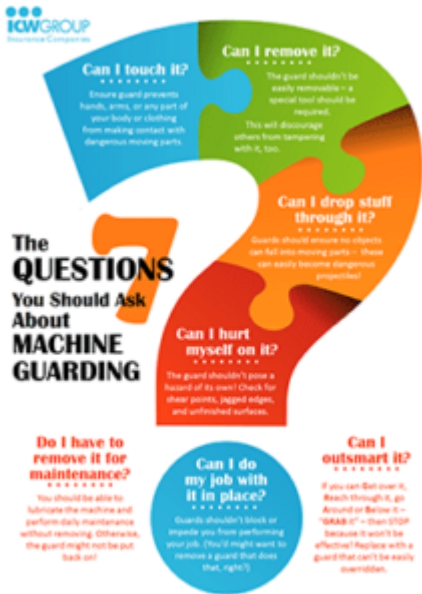 ICWGROUP
Insurance Companies
Can I touch it?
Ensure guard prevents
hands, arms, or any part of
your body or clothing
from making contact with
dangerous moving parts
Can I remove it?
The guard shouldn't be
easily removable – a
special tool should be
required.
This will discourage
others from tampering
with it, too.
Can I drop stuff
through it?
Guards should ensure no objects
can fall into moving parts – these
can easily become dangerous
projectiles!
The
7
QUESTIONS
You Should Ask
About
MACHINE
GUARDING
Can I hurt
myself on it?
The guard shouldn't pose a
hazard of its own! Check for
shear points, jagged edges,
and unfinished surfaces.
Do I have to
remove it for
maintenance?
You should be able to
lubricate the machine and
perform daily maintenance
without removing. Otherwise,
the guard might not be put
back on!
Can I do
my job with
it in place?
Guards shouldn't block or
impede you from performing
your job. (You'd might want to
remove a guard that does
that, right?)
Can I
outsmart it?
If you can Get over it,
Reach through it, go
Around or Below it –
"GRAB it" – then STOP
because it won't be
effective! Replace with a
guard that can't be easily
overridden.